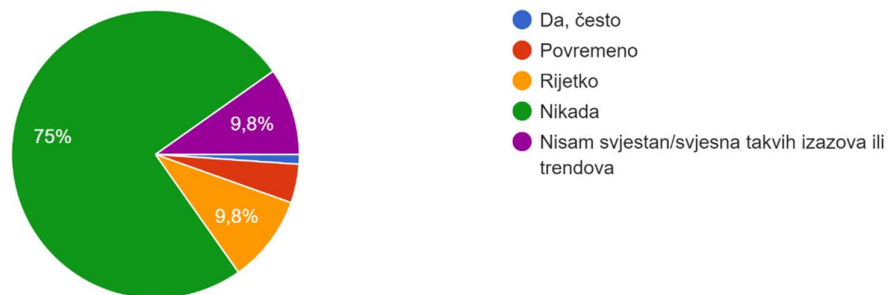 75%
9,8%
9,8%
Da, često
Povremeno
Rijetko
Nikada
Nisam svjestan/svjesna takvih izazova ili
trendova